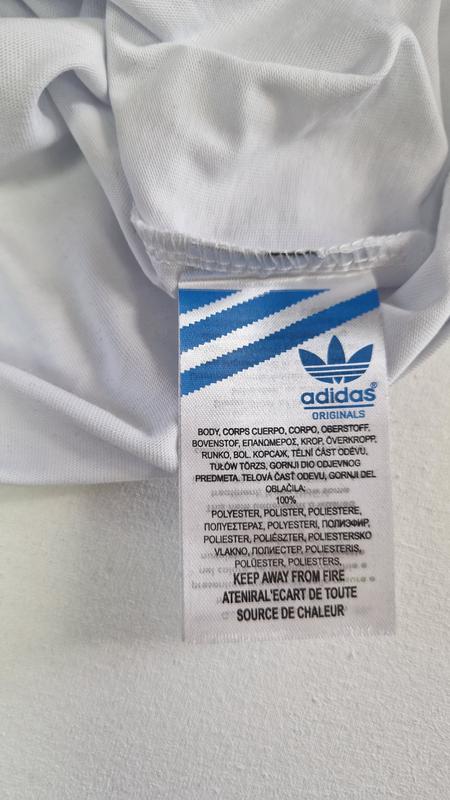 adidas®
ORIGINALS
BODY, CORPS CUERPO, CORPO, OBERSTOFF,
BOVENSTOF, ΕΠΑΝΩΜΕΡΟΣ, KROP, ÖVERKROPP,
RUNKO, BOL. КОРСАЖ, TĚLNÍ ČÁST ODĚVU,
TUŁÓW TÖRZS, GORNJI DIO ODJEVNOG
PREDMETA. TELOVÁ ČASŤ ODEVU, GORNJI DEL
OBLAČILA:
100%
POLYESTER, POLISTER, POLIESTERE,
ΠΟΛΥΕΣΤΕΡΑΣ, POLYESTERI, ПОЛИЭФИР,
POLIESTER, POLIÉSZTER, POLIESTERSKO
VLAKNO, ПОЛИЕСТЕР, POLIESTERIS,
POLÜESTER, POLIESTERS,
KEEP AWAY FROM FIRE
ATENIRAL'ECART DE TOUTE
SOURCE DE CHALEUR